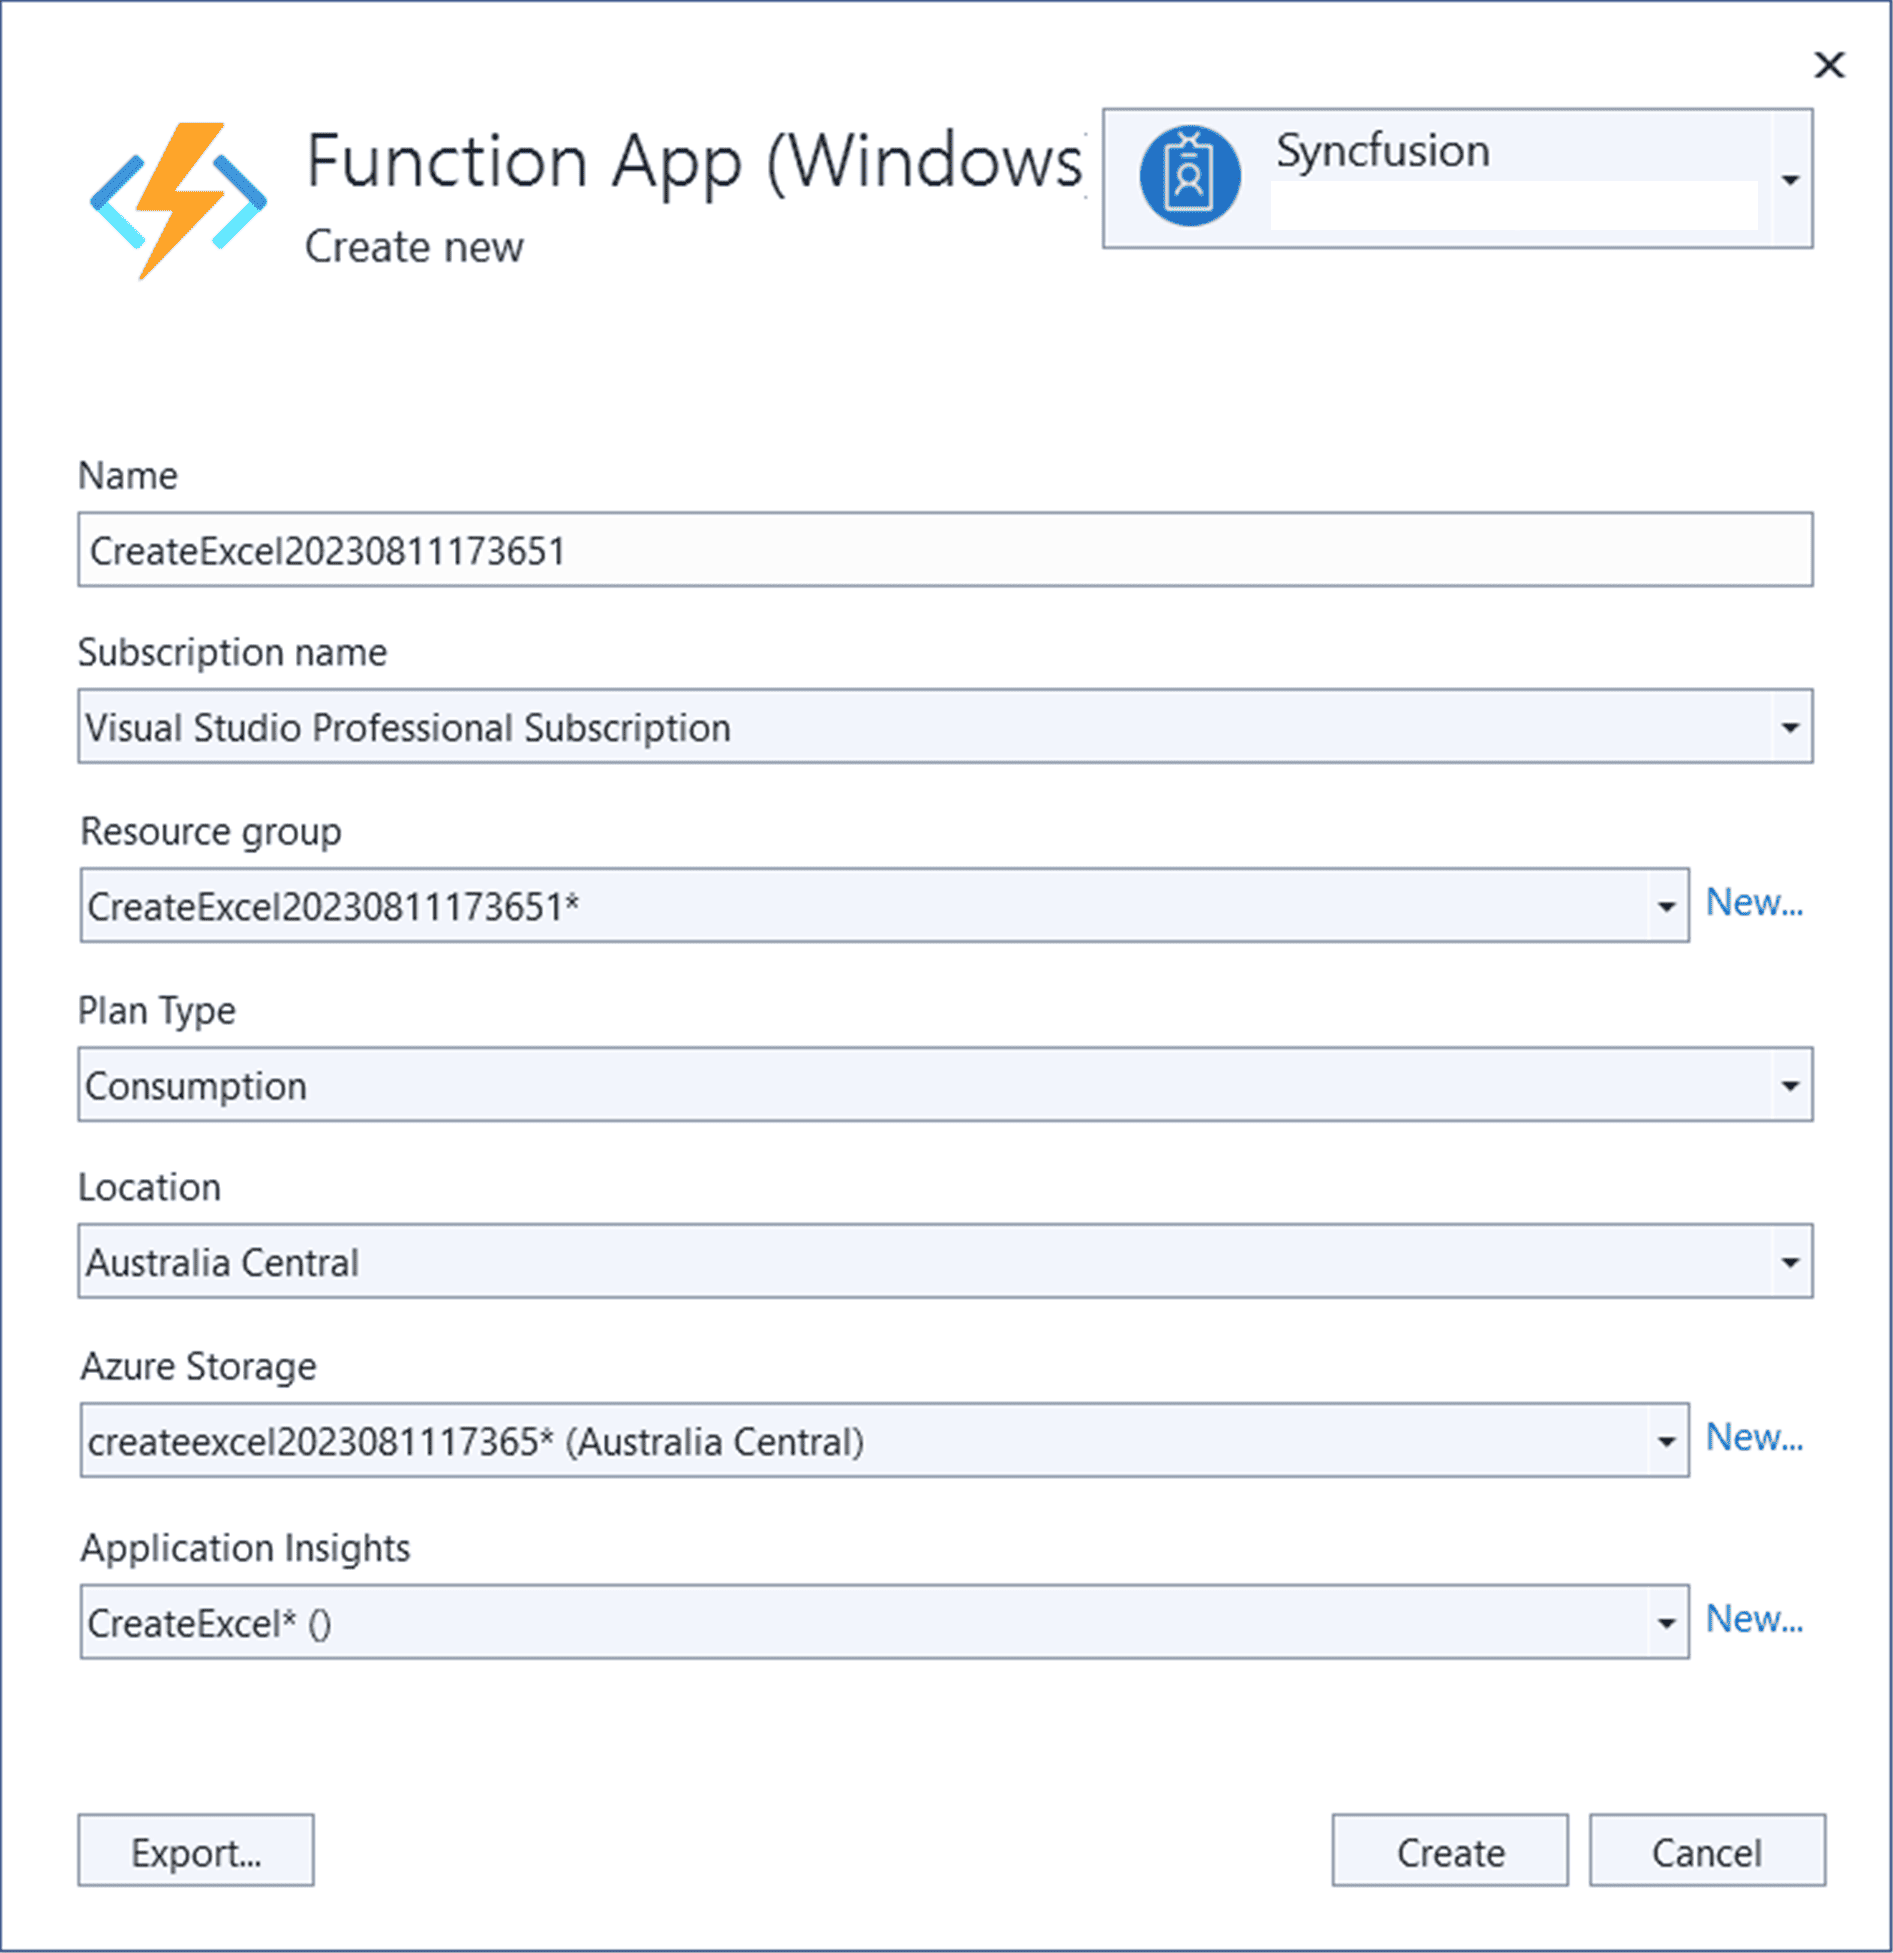 Function App (Windows)
Create new
Syncfusion
Name
CreateExcel20230811173651
Subscription name
Visual Studio Professional Subscription
Resource group
CreateExcel20230811173651*
New...
Plan Type
Consumption
Location
Australia Central
Azure Storage
createexcel2023081117365* (Australia Central)
New...
Application Insights
CreateExcel* ()
New...
Export...
Create
Cancel